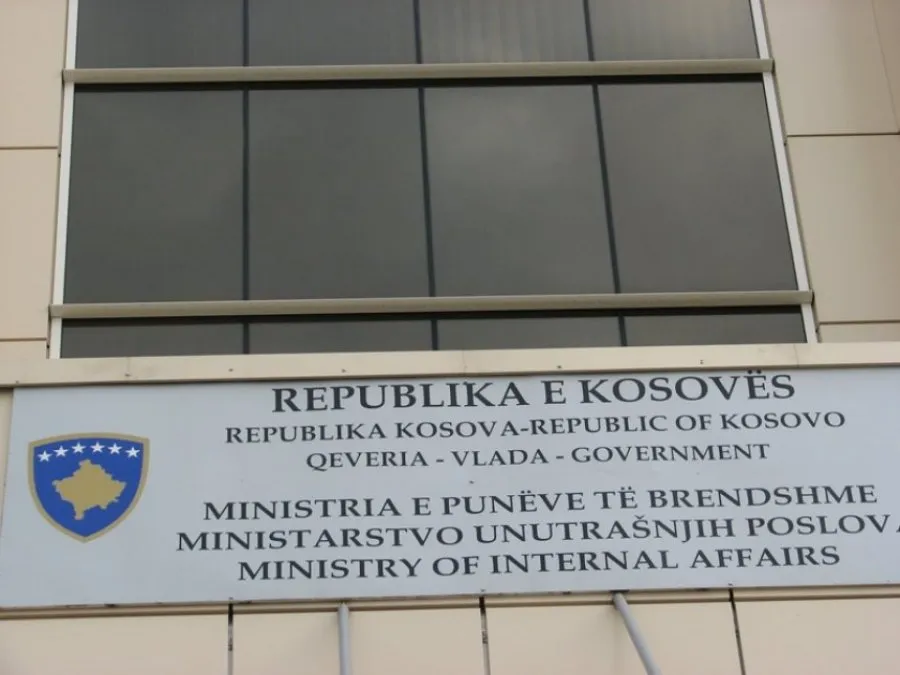 REPUBLIKA E KOSOVËS
REPUBLIKA KOSOVA-REPUBLIC OF KOSOVO
QEVERIA - VLADA - GOVERNMENT
MINISTRIA E PUNËVE TË BRENDSHME
MINISTARSTVO UNUTRAŠNJIH POSLOVA
MINISTRY OF INTERNAL AFFAIRS